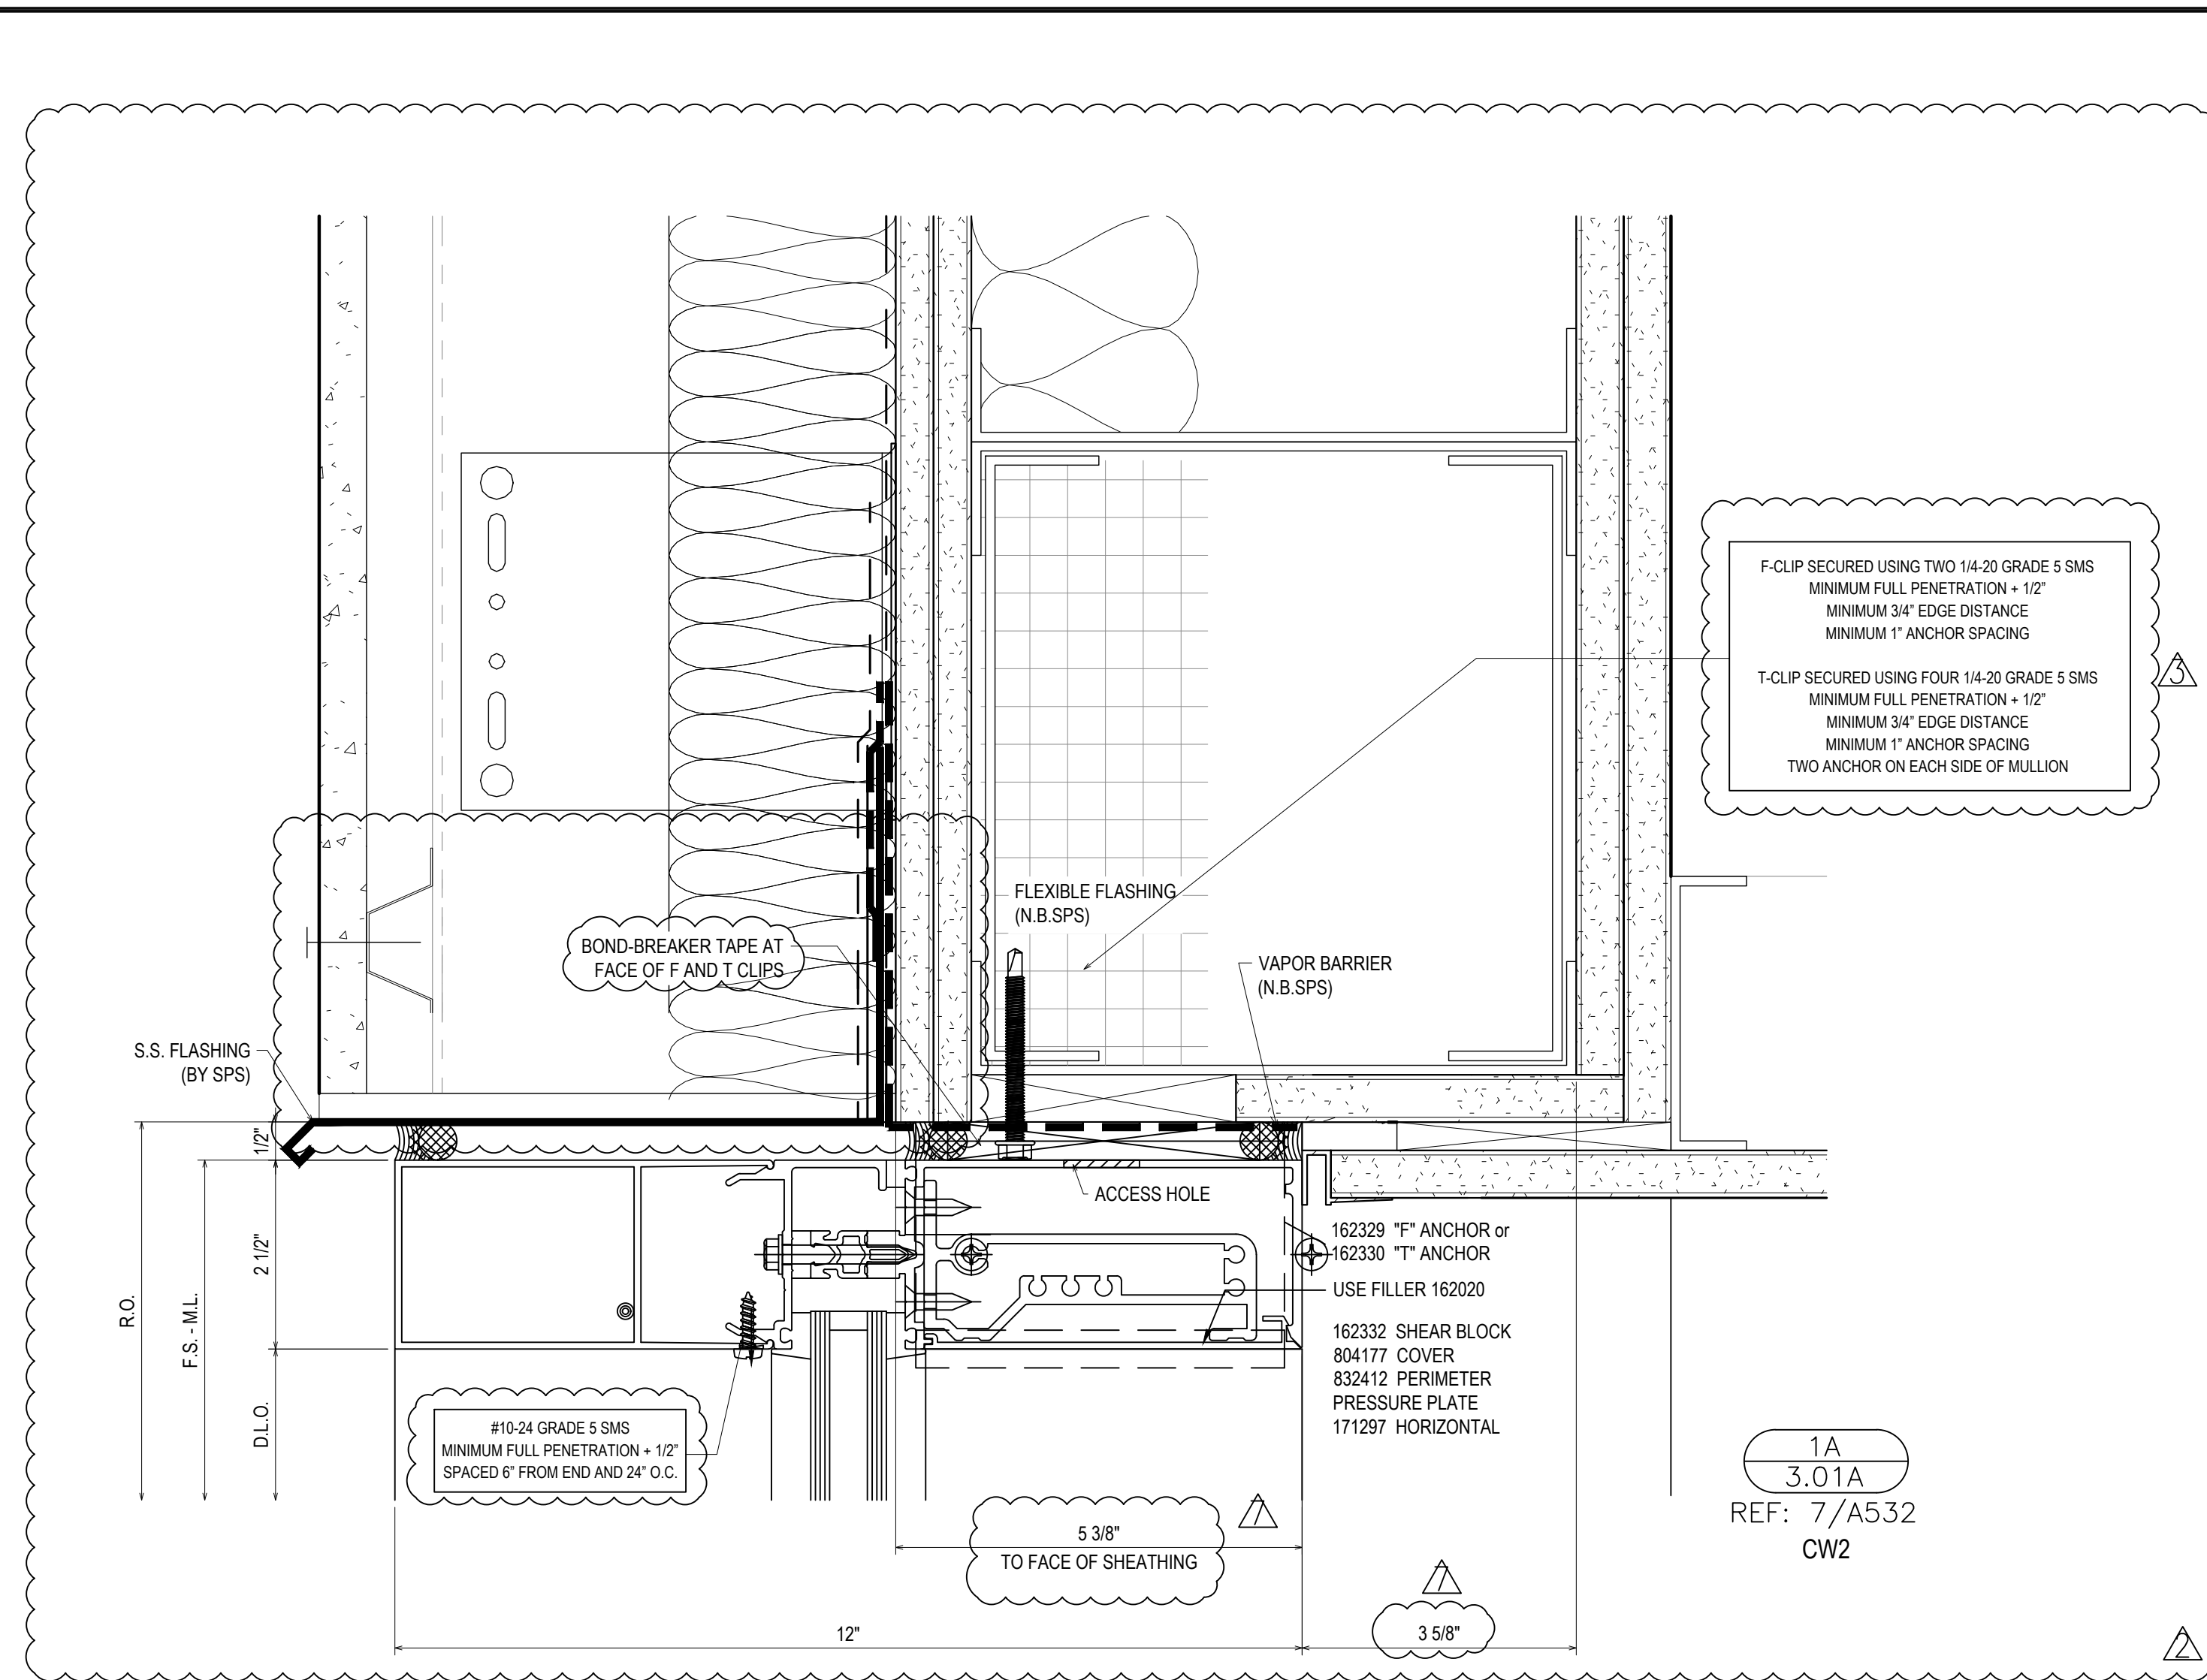 F-CLIP SECURED USING TWO 1/4-20 GRADE 5 SMS
MINIMUM FULL PENETRATION + 1/2"
MINIMUM 3/4" EDGE DISTANCE
MINIMUM 1" ANCHOR SPACING
T-CLIP SECURED USING FOUR 1/4-20 GRADE 5 SMS
MINIMUM FULL PENETRATION + 1/2"
MINIMUM 3/4" EDGE DISTANCE
MINIMUM 1" ANCHOR SPACING
TWO ANCHOR ON EACH SIDE OF MULLION
3
FLEXIBLE FLASHING
(N.B.SPS)
BOND-BREAKER TAPE AT
FACE OF F AND T CLIPS
VAPOR BARRIER
(N.B.SPS)
S.S. FLASHING
(BY SPS)
1/2"
ACCESS HOLE
2 1/2"
R.O.
F.S. - M.L.
D.L.O.
162329 "F" ANCHOR or
162330 "T" ANCHOR
USE FILLER 162020
162332 SHEAR BLOCK
804177 COVER
832412 PERIMETER
PRESSURE PLATE
171297 HORIZONTAL
#10-24 GRADE 5 SMS
MINIMUM FULL PENETRATION + 1/2"
SPACED 6" FROM END AND 24" O.C.
1A
3.01A
REF: 7/A532
CW2
5 3/8"
TO FACE OF SHEATHING
7
7
12"
3 5/8"
2